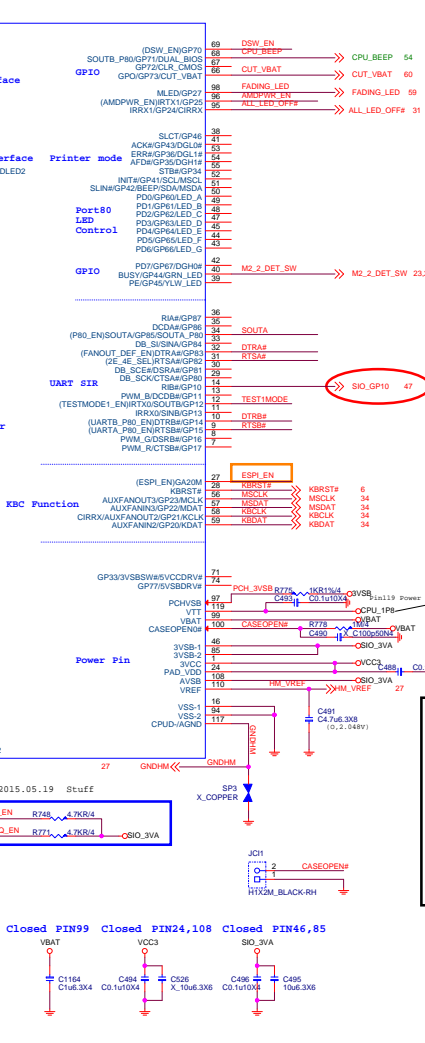 (DSW_EN)GP70 69 DSW_EN
SOUTB_P80/GP71/DUAL_BIOS 68 CPU_BEEP CPU_BEEP 54
GP72/CLR_CMOS 67
GPIO GPO/GP73/CUT_VBAT 66 CUT_VBAT CUT_VBAT 60
MLED/GP27 98 FADING_LED FADING_LED 59
(AMDPWR_EN)IRTX1/GP25 96 AMDPWR_EN
IRRX1/GP24/CIRRX 95 ALL_LED_OFF# ALL_LED_OFF# 31
SLCT/GP46 38
ACK#/GP43/DGL0# 41
ERR#/GP36/DGL1# 53
Printer mode AFD#/GP35/DGH1# 54
STB#/GP34 55
INIT#/GP41/SCL/MSCL 52
SLIN#/GP42/BEEP/SDA/MSDA 51
PD0/GP60/LED_A 50
PD1/GP61/LED_B 49
Port80 PD2/GP62/LED_C 48
LED PD3/GP63/LED_D 47
Control PD4/GP64/LED_E 45
PD5/GP65/LED_F 44
PD6/GP66/LED_G 43
PD7/GP67/DGH0# 42
GPIO BUSY/GP44/GRN_LED 40 M2_2_DET_SW M2_2_DET_SW 23,
PE/GP45/YLW_LED 39
RIA#/GP87 36
DCDA#/GP86 35
(P80_EN)SOUTA/GP85/SOUTA_P80 34 SOUTA
DB_SI/SINA/GP84 33
(FANOUT_DEF_EN)DTRA#/GP83 32 DTRA#
(2E_4E_SEL)RTSA#/GP82 31 RTSA#
DB_SCE#/DSRA#/GP81 30
DB_SCK/CTSA#/GP80 29
UART SIR RIB#/GP10 14 SIO_GP10 47
PWM_B/DCDB#/GP11 13
(TESTMODE1_EN)IRTX0/SOUTB/GP12 12 TEST1MODE
IRRX0/SINB/GP13 11
(UARTB_P80_EN)DTRB#/GP14 10 DTRB#
(UARTA_P80_EN)RTSB#/GP15 9 RTSB#
PWM_G/DSRB#/GP16 8
PWM_R/CTSB#/GP17 7
(ESPI_EN)GA20M 27 ESPI_EN
KBRST# 28 KBRST# KBRST# 6
AUXFANOUT3/GP23/MCLK 56 MSCLK MSCLK 34
KBC Function AUXFANIN3/GP22/MDAT 57 MSDAT MSDAT 34
CIRRX/AUXFANOUT2/GP21/KCLK 58 KBCLK KBCLK 34
AUXFANIN2/GP20/KDAT 59 KBDAT KBDAT 34
GP33/3VSBSW#/5VCCDRV# 71
GP77/5VSBDRV# 74
PCHVSB 97 PCH_3VSB R775 1KR1%/4 3VSB
C493 C0.1u10X4 Pin119 Power
VTT 119 CPU_1P8
VBAT 99 VBAT
CASEOPEN0# 100 CASEOPEN# R778 1M/4 VBAT
C490 X_C100p50N4
3VSB-1 46 SIO_3VA
3VSB-2 85
3VCC 1 VCC3
Power Pin PAD_VDD 24 C488 C0.
AVSB 108 SIO_3VA
VREF 110 HM_VREF HM_VREF 27
VSS-1 16
VSS-2 94
CPUD-/AGND 117
C491
C4.7u6.3X8
(0,2.048V)
GNDHM
27 GNDHM
2015.05.19 Stuff
SP3
X_COPPER
R748 4.7KR/4
R771 4.7KR/4 SIO_3VA
JCI1
2 CASEOPEN#
1
H1X2M_BLACK-RH
Closed PIN99 Closed PIN24,108 Closed PIN46,85
VBAT VCC3 SIO_3VA
C1164 C1u6.3X4
C494 C0.1u10X4
C526 X_10u6.3X6
C496 C0.1u10X4
C495 10u6.3X6